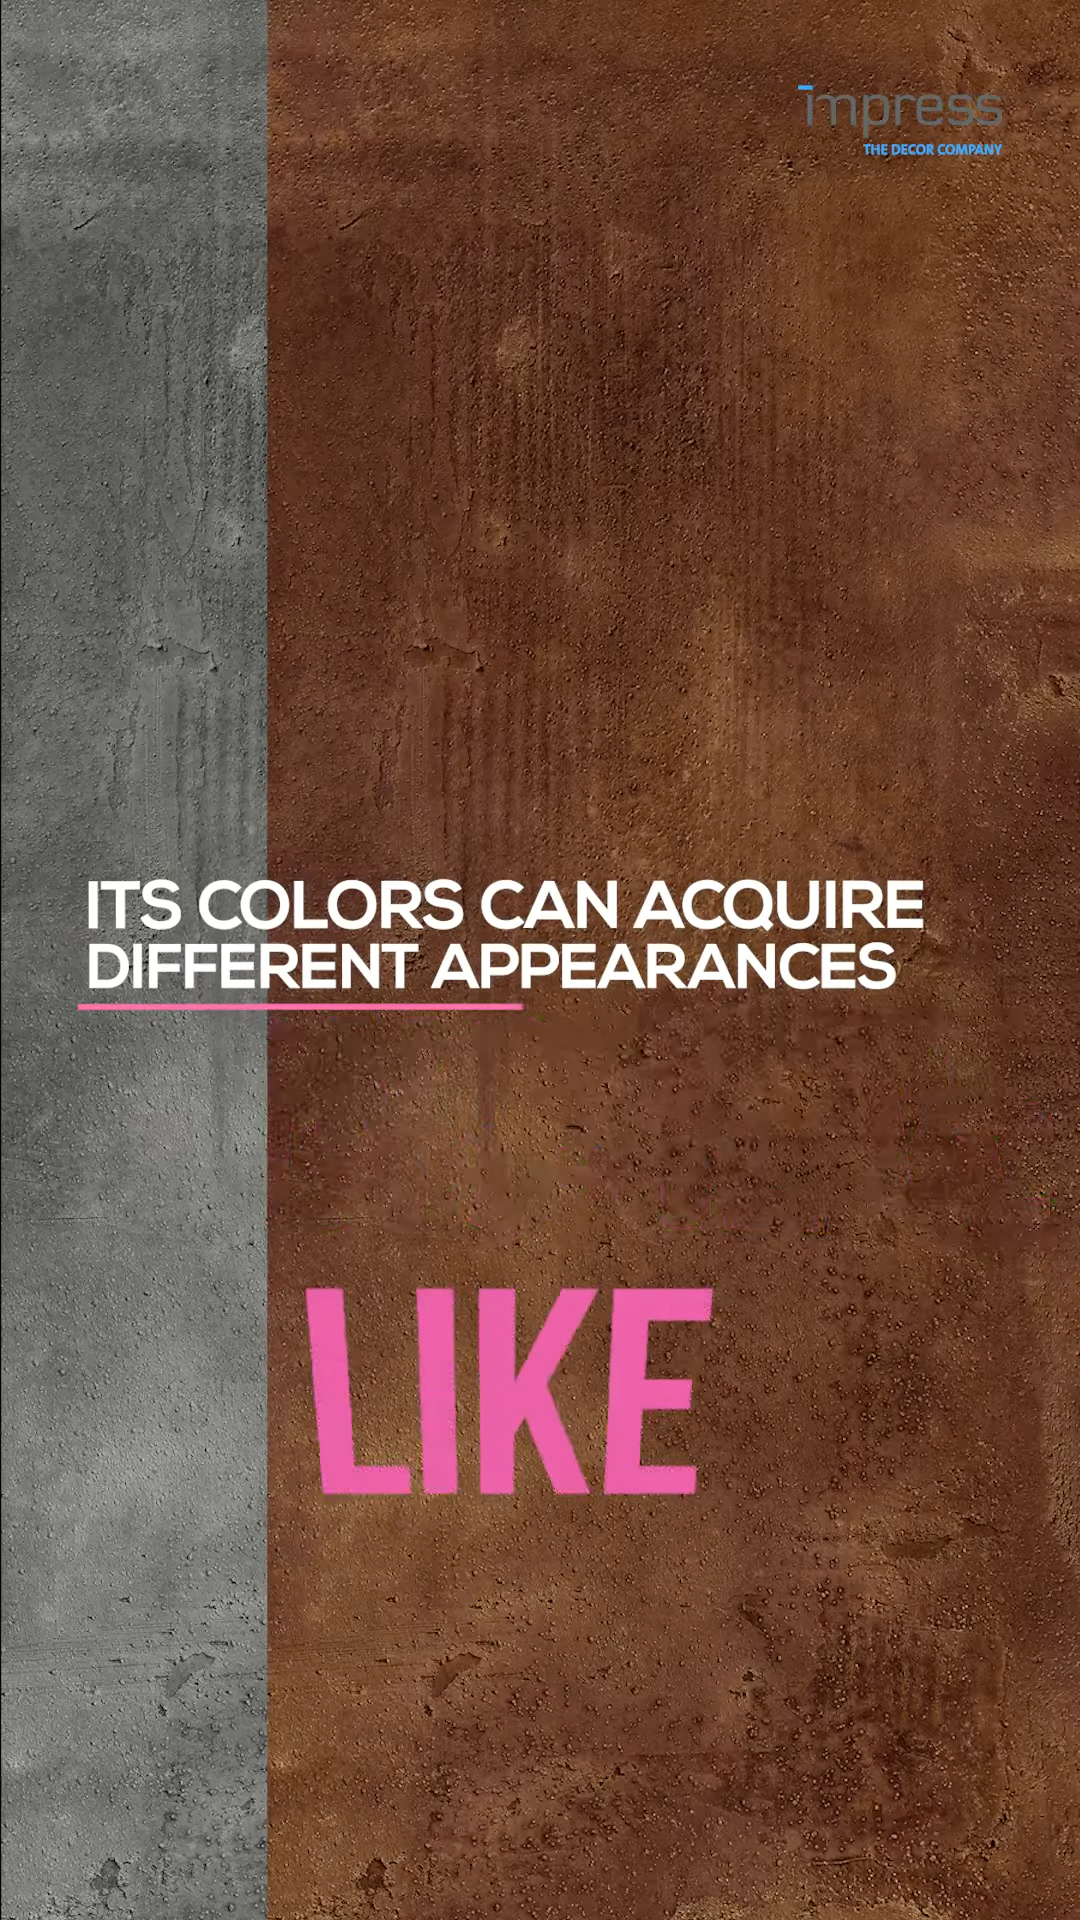 impress
THE DECOR COMPANY
ITS COLORS CAN ACQUIRE
DIFFERENT APPEARANCES
LIKE